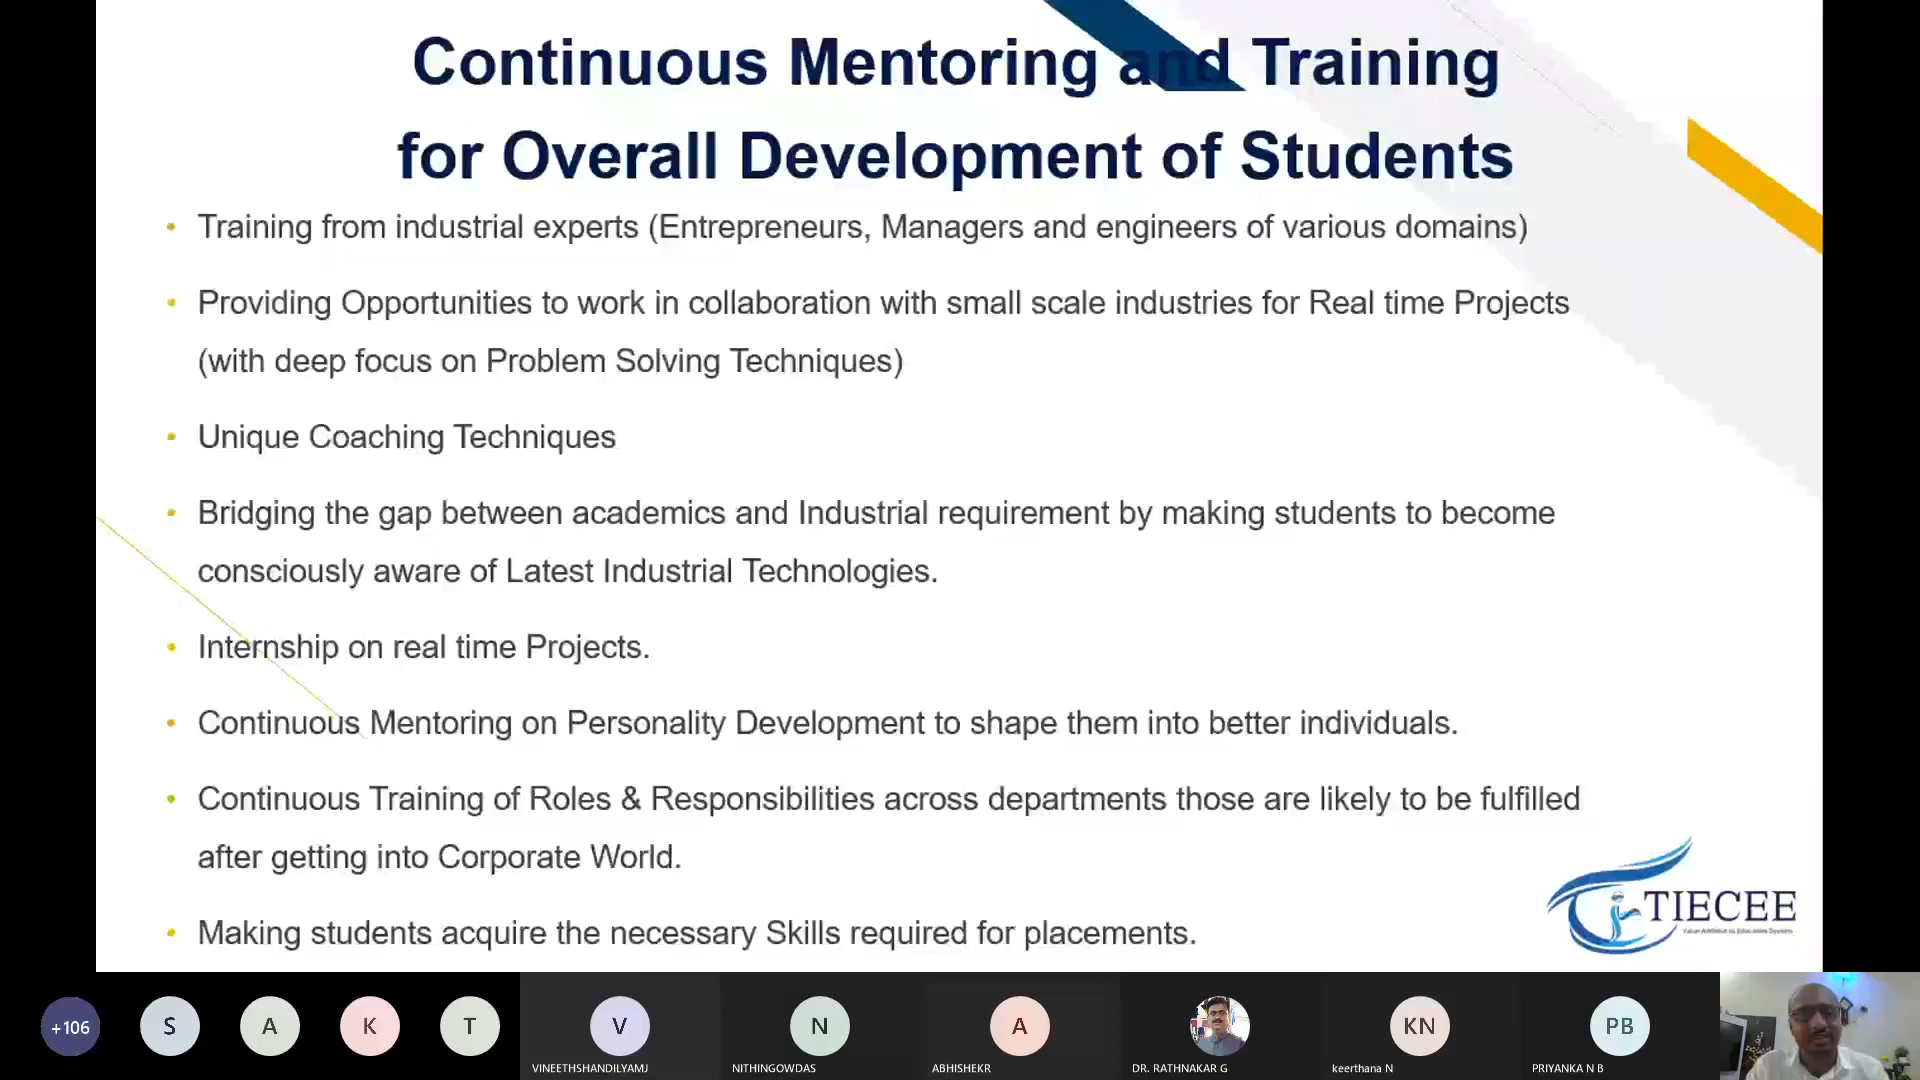 Continuous Mentoring and Training
for Overall Development of Students
• Training from industrial experts (Entrepreneurs, Managers and engineers of various domains)
• Providing Opportunities to work in collaboration with small scale industries for Real time Projects
(with deep focus on Problem Solving Techniques)
• Unique Coaching Techniques
• Bridging the gap between academics and Industrial requirement by making students to become
consciously aware of Latest Industrial Technologies.
• Internship on real time Projects.
• Continuous Mentoring on Personality Development to shape them into better individuals.
• Continuous Training of Roles & Responsibilities across departments those are likely to be fulfilled
after getting into Corporate World.
• Making students acquire the necessary Skills required for placements.
TIECEE
Value Addition to Education System
+106
S
A
K
T
V
N
A
KN
PB
VINEETHSHANDILYAMJ
NITHINGOWDAS
ABHISHEKR
DR. RATHNAKAR G
keerthana N
PRIYANKA N B